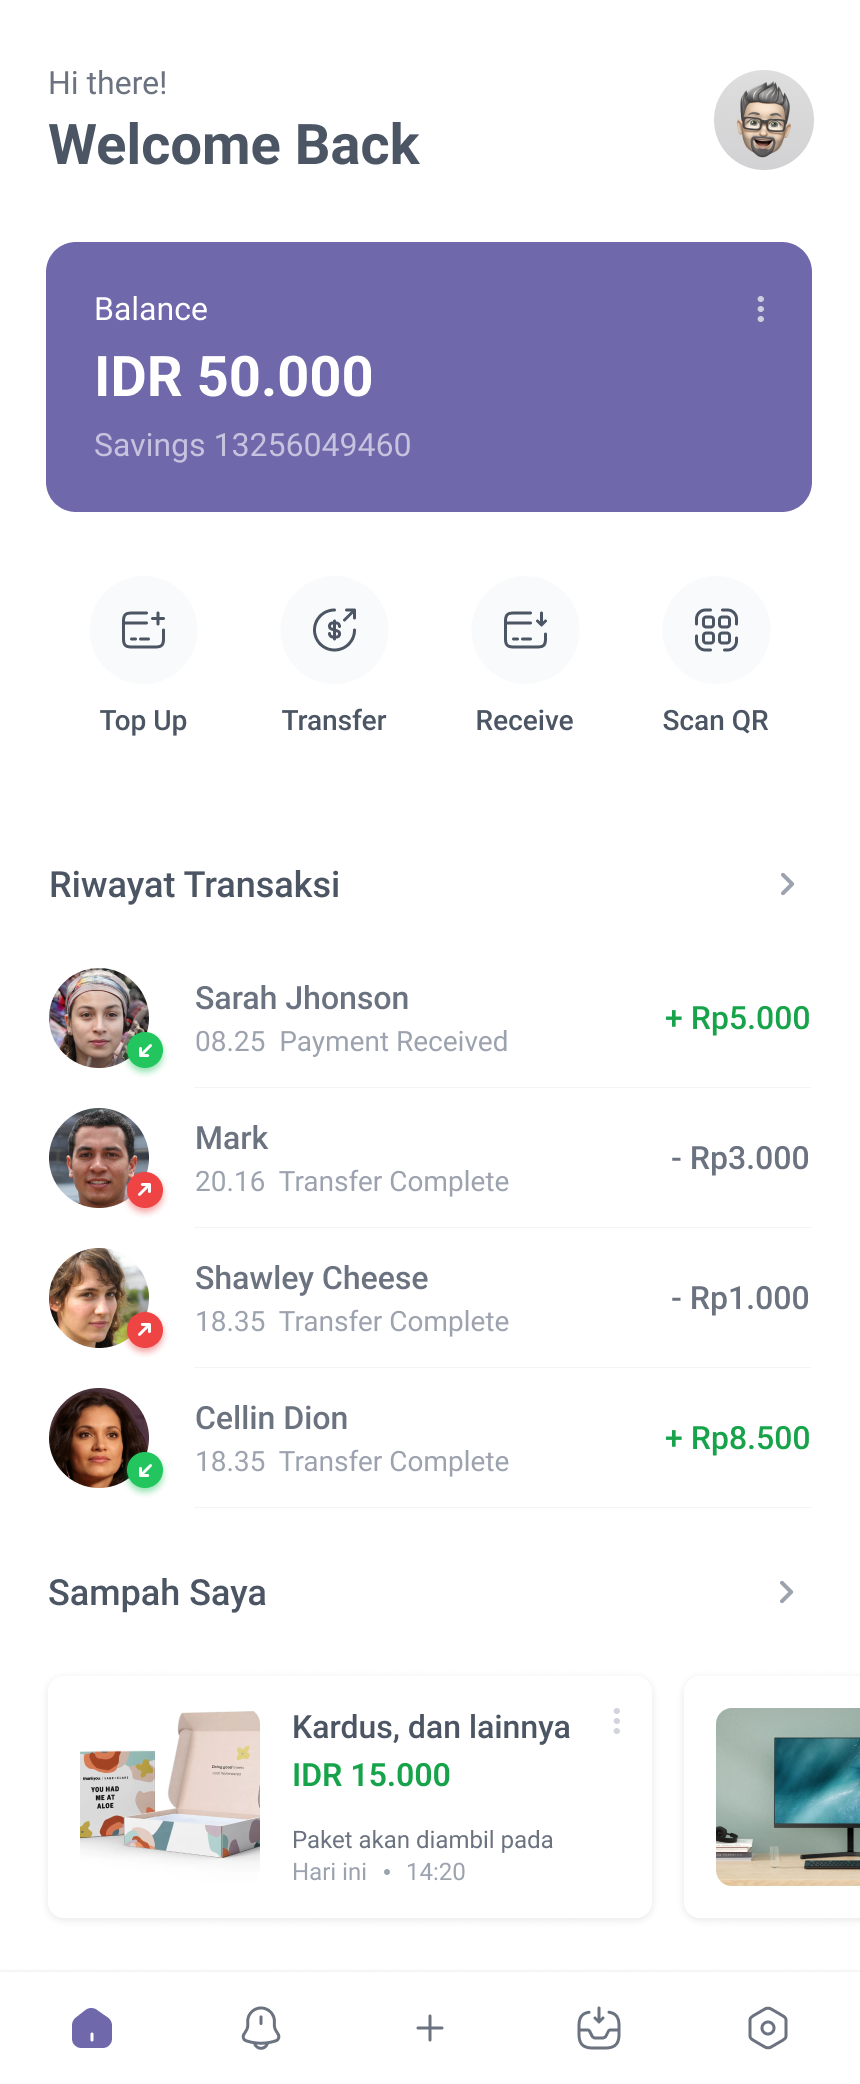 Hi there!
Welcome Back
Balance
IDR 50.000
Savings 13256049460
Top Up
Transfer
Receive
Scan QR
Riwayat Transaksi
Sarah Jhonson
08.25 Payment Received
+ Rp5.000
Mark
20.16 Transfer Complete
- Rp3.000
Shawley Cheese
18.35 Transfer Complete
- Rp1.000
Cellin Dion
18.35 Transfer Complete
+ Rp8.500
Sampah Saya
YOU HAD
ME AT
ALOE
Kardus, dan lainnya
IDR 15.000
Paket akan diambil pada
Hari ini • 14:20